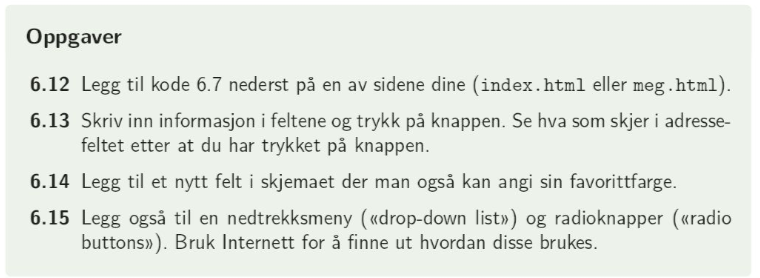 Oppgaver
6.12 Legg til kode 6.7 nederst på en av sidene dine (index.html eller meg.html).
6.13 Skriv inn informasjon i feltene og trykk på knappen. Se hva som skjer i adresse-
feltet etter at du har trykket på knappen.
6.14 Legg til et nytt felt i skjemaet der man også kan angi sin favorittfarge.
6.15 Legg også til en nedtrekksmeny («drop-down list») og radioknapper («radio
buttons»). Bruk Internett for å finne ut hvordan disse brukes.